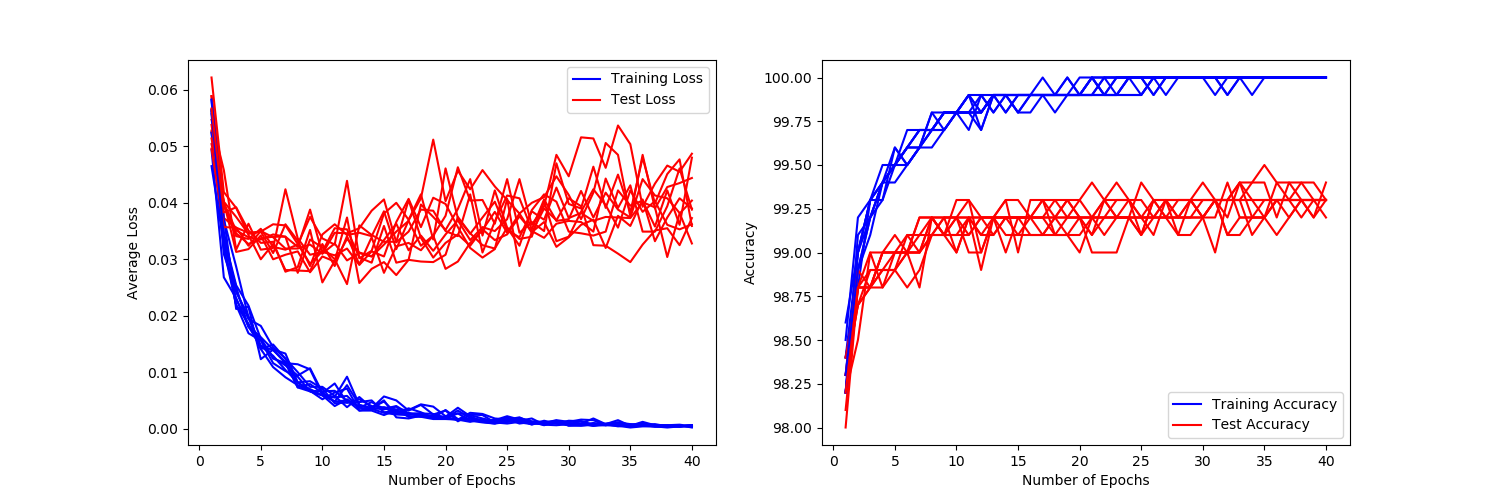 Average Loss
0.06
0.05
0.04
0.03
0.02
0.01
0.00
0 5 10 15 20 25 30 35 40
Number of Epochs
Training Loss
Test Loss
Accuracy
100.00
99.75
99.50
99.25
99.00
98.75
98.50
98.25
98.00
0 5 10 15 20 25 30 35 40
Number of Epochs
Training Accuracy
Test Accuracy